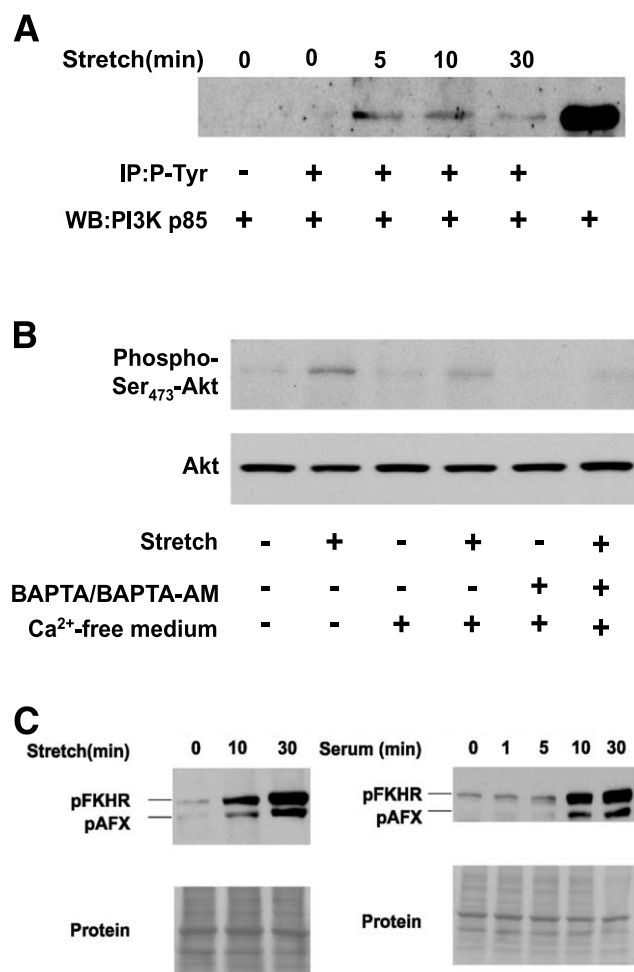 A
Stretch(min) 0 0 5 10 30
IP:P-Tyr - + + + +
WB:PI3K p85 + + + + + +
B
Phospho-
Ser473-Akt
Akt
Stretch - + - + - +
BAPTA/BAPTA-AM - - - - + +
Ca²⁺-free medium - - + + + +
C
Stretch(min) 0 10 30
pFKHR
pAFX
Protein
Serum (min) 0 1 5 10 30
pFKHR
pAFX
Protein